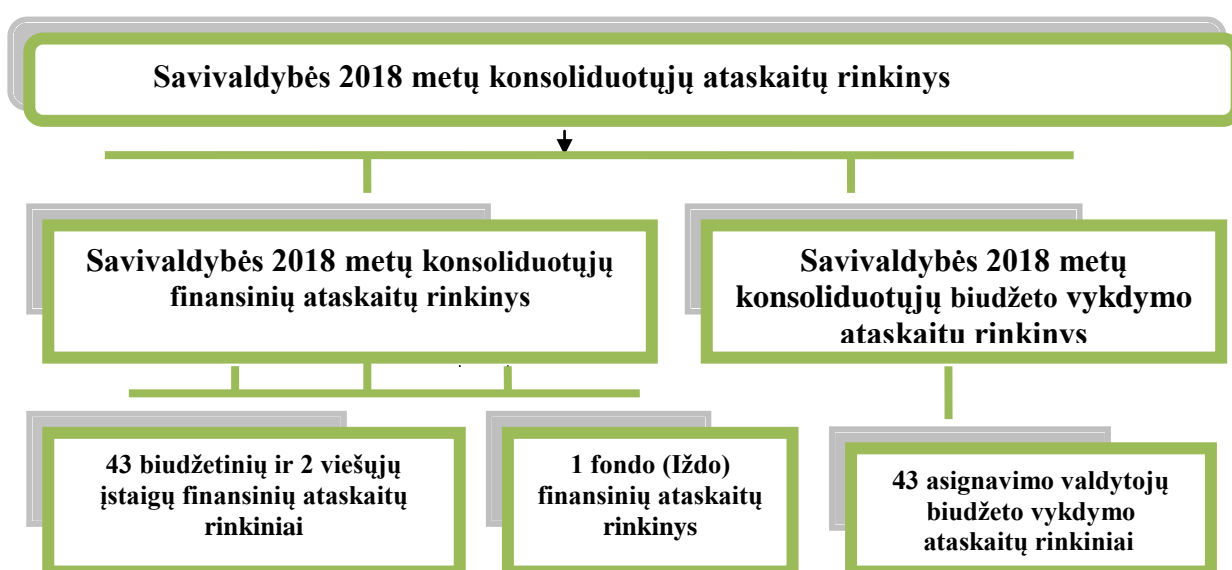 Savivaldybės 2018 metų konsoliduotųjų ataskaitų rinkinys
Savivaldybės 2018 metų konsoliduotųjų
finansinių ataskaitų rinkinys
Savivaldybės 2018 metų
konsoliduotųjų biudžeto vykdymo
ataskaitų rinkinys
43 biudžetinių ir 2 viešųjų
įstaigų finansinių ataskaitų
rinkiniai
1 fondo (Iždo)
finansinių ataskaitų
rinkinys
43 asignavimo valdytojų
biudžeto vykdymo
ataskaitų rinkiniai